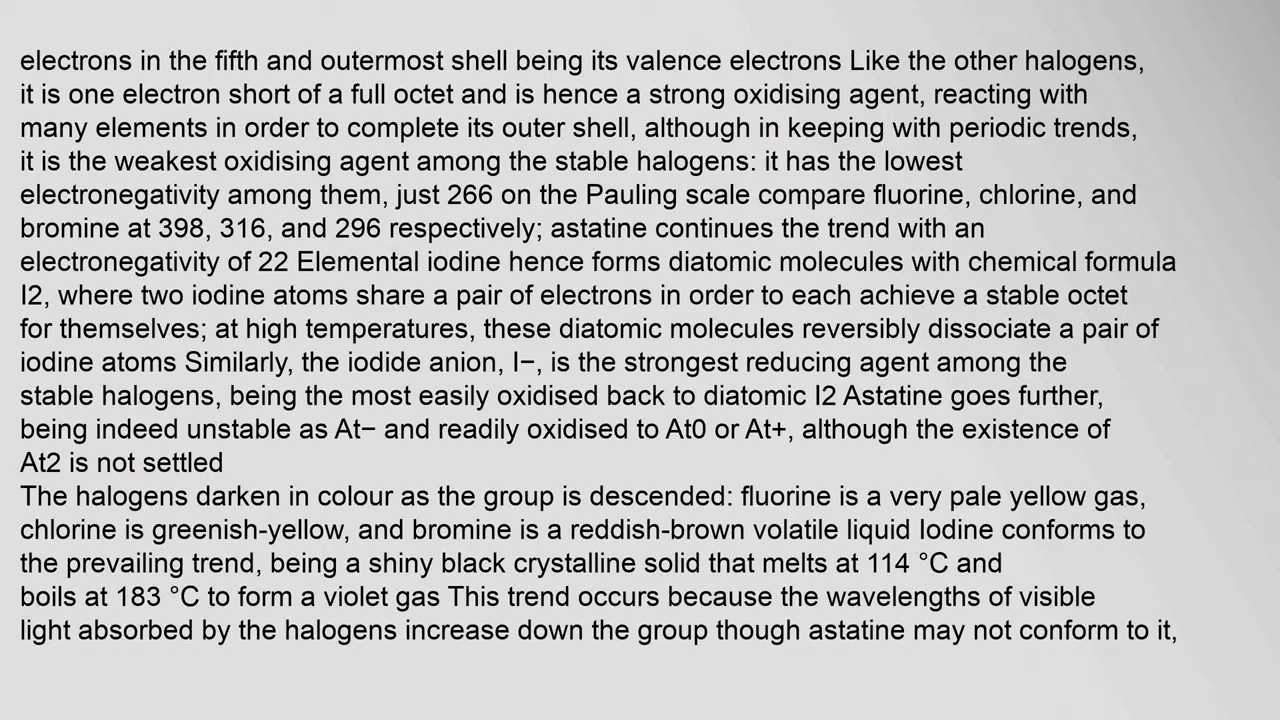 electrons in the fifth and outermost shell being its valence electrons Like the other halogens,
it is one electron short of a full octet and is hence a strong oxidising agent, reacting with
many elements in order to complete its outer shell, although in keeping with periodic trends,
it is the weakest oxidising agent among the stable halogens: it has the lowest
electronegativity among them, just 266 on the Pauling scale compare fluorine, chlorine, and
bromine at 398, 316, and 296 respectively; astatine continues the trend with an
electronegativity of 22 Elemental iodine hence forms diatomic molecules with chemical formula
I2, where two iodine atoms share a pair of electrons in order to each achieve a stable octet
for themselves; at high temperatures, these diatomic molecules reversibly dissociate a pair of
iodine atoms Similarly, the iodide anion, I−, is the strongest reducing agent among the
stable halogens, being the most easily oxidised back to diatomic I2 Astatine goes further,
being indeed unstable as At− and readily oxidised to At0 or At+, although the existence of
At2 is not settled
The halogens darken in colour as the group is descended: fluorine is a very pale yellow gas,
chlorine is greenish-yellow, and bromine is a reddish-brown volatile liquid Iodine conforms to
the prevailing trend, being a shiny black crystalline solid that melts at 114 °C and
boils at 183 °C to form a violet gas This trend occurs because the wavelengths of visible
light absorbed by the halogens increase down the group though astatine may not conform to it,